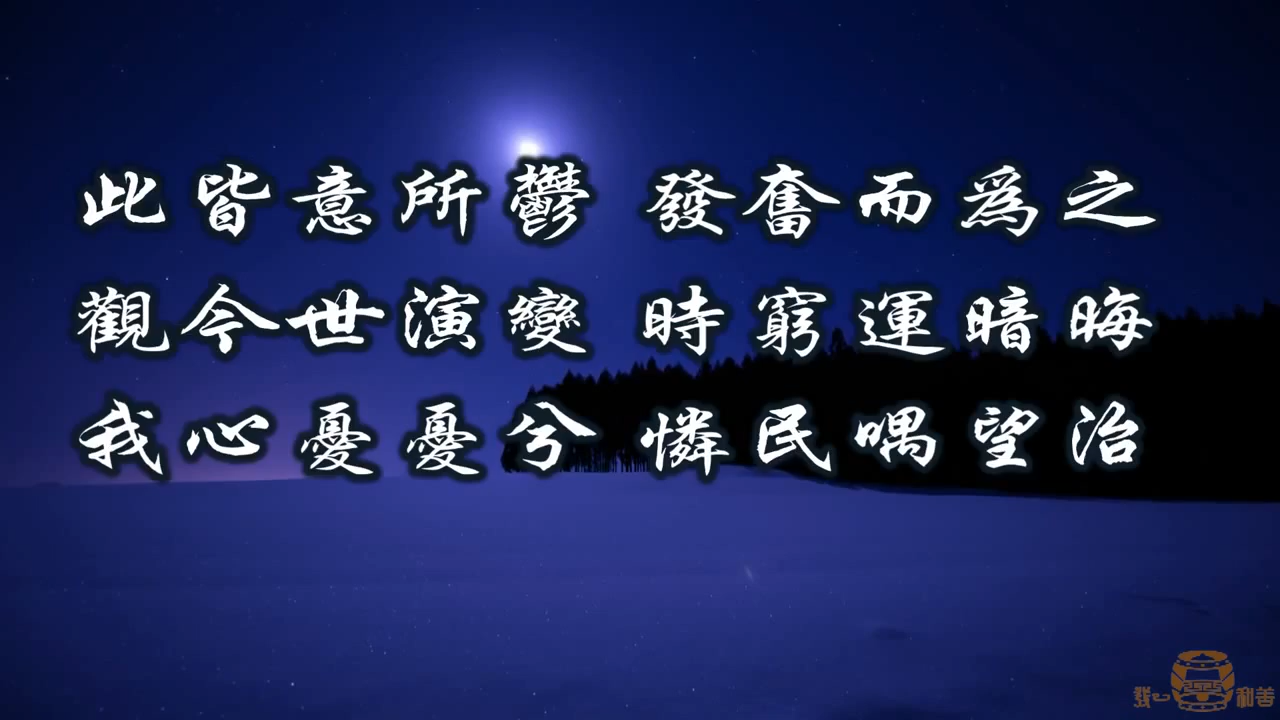 此皆意所鬱 發奮而為之
觀今世演變 時窮運暗晦
我心憂憂兮 憐民喁望治